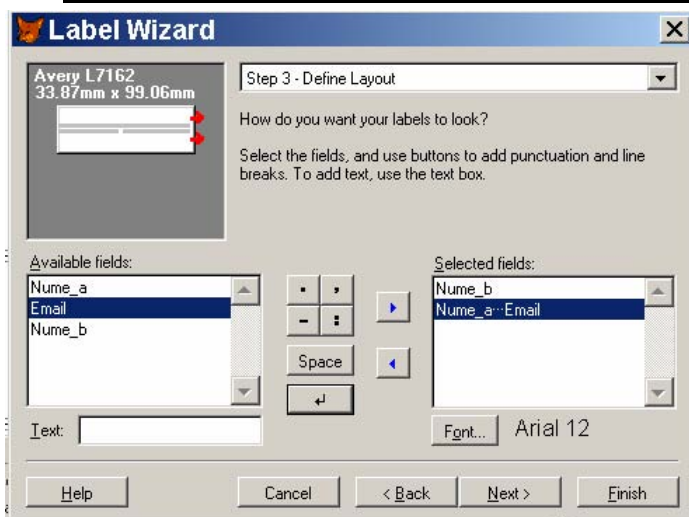 Label Wizard
Avery L7162
33.87mm x 99.06mm
Step 3 - Define Layout
How do you want your labels to look?
Select the fields, and use buttons to add punctuation and line
breaks. To add text, use the text box.
Available fields:
Nume_a
Email
Nume_b
. ,
- :
Space
↵
Selected fields:
Nume_b
Nume_a···Email
Text:
Font... Arial 12
Help Cancel < Back Next > Finish